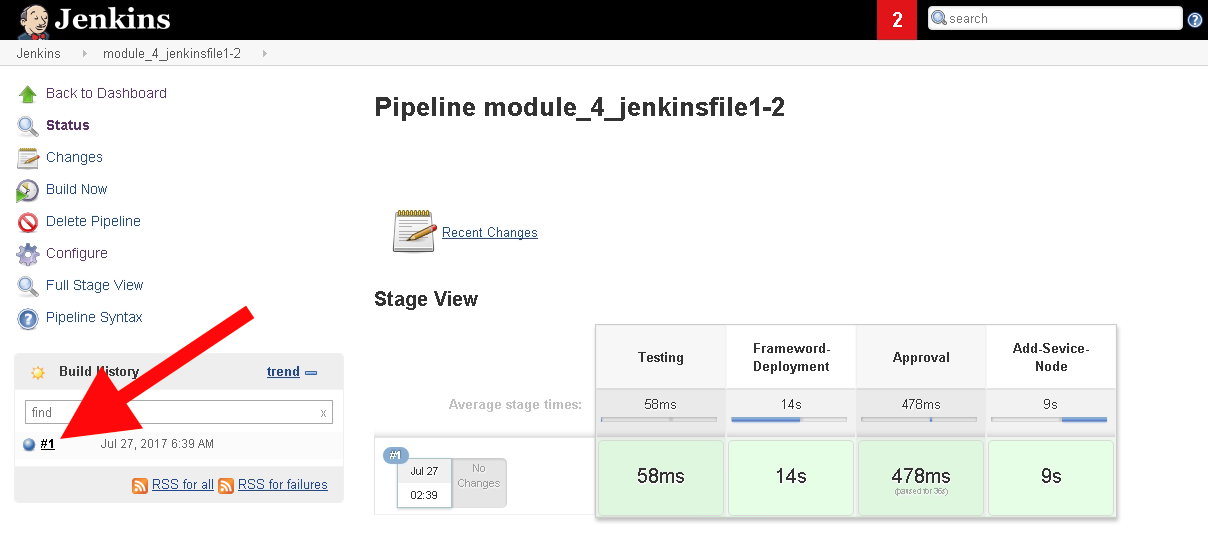 Jenkins
2
search
Jenkins
module_4_jenkinsfile1-2
Back to Dashboard
Status
Changes
Build Now
Delete Pipeline
Configure
Full Stage View
Pipeline Syntax
Build History
trend
find
x
#1
Jul 27, 2017 6:39 AM
RSS for all
RSS for failures
Pipeline module_4_jenkinsfile1-2
Recent Changes
Stage View
Testing
Frameword-
Deployment
Approval
Add-Sevice-
Node
Average stage times:
58ms
14s
478ms
9s
#1
Jul 27
02:39
No
Changes
58ms
14s
478ms
(paused for 36s)
9s